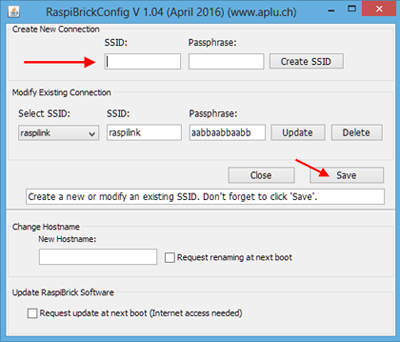 RaspiBrickConfig V 1.04 (April 2016) (www.aplu.ch)
Create New Connection
SSID: Passphrase:
Create SSID
Modify Existing Connection
Select SSID: SSID: Passphrase:
raspilink raspilink aabbaabbaabb Update Delete
Close Save
Create a new or modify an existing SSID. Don't forget to click 'Save'.
Change Hostname
New Hostname:
Request renaming at next boot
Update RaspiBrick Software
Request update at next boot (Internet access needed)